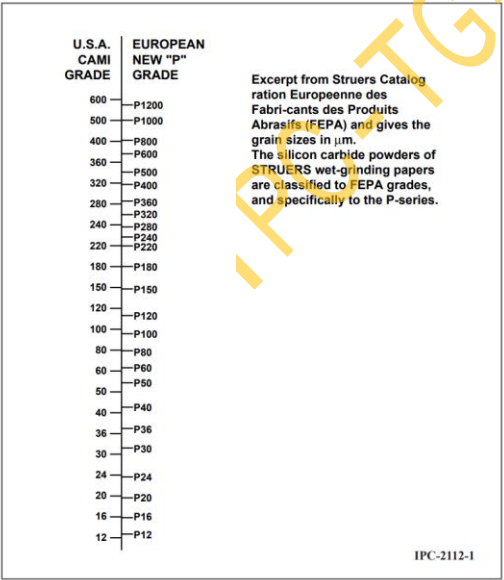 U.S.A.
CAMI
GRADE
EUROPEAN
NEW "P"
GRADE
600
P1200
500
P1000
400
P800
P600
360
P500
320
P400
280
P360
P320
240
P280
P240
220
P220
180
P180
150
P150
120
P120
100
P100
80
P80
60
P60
50
P50
40
P40
36
P36
30
P30
24
P24
20
P20
16
P16
12
P12
Excerpt from Struers Catalog
ration Europeenne des
Fabri-cants des Produits
Abrasifs (FEPA) and gives the
grain sizes in μm.
The silicon carbide powders of
STRUERS wet-grinding papers
are classified to FEPA grades,
and specifically to the P-series.
IPC-2112-1
IPC-TG